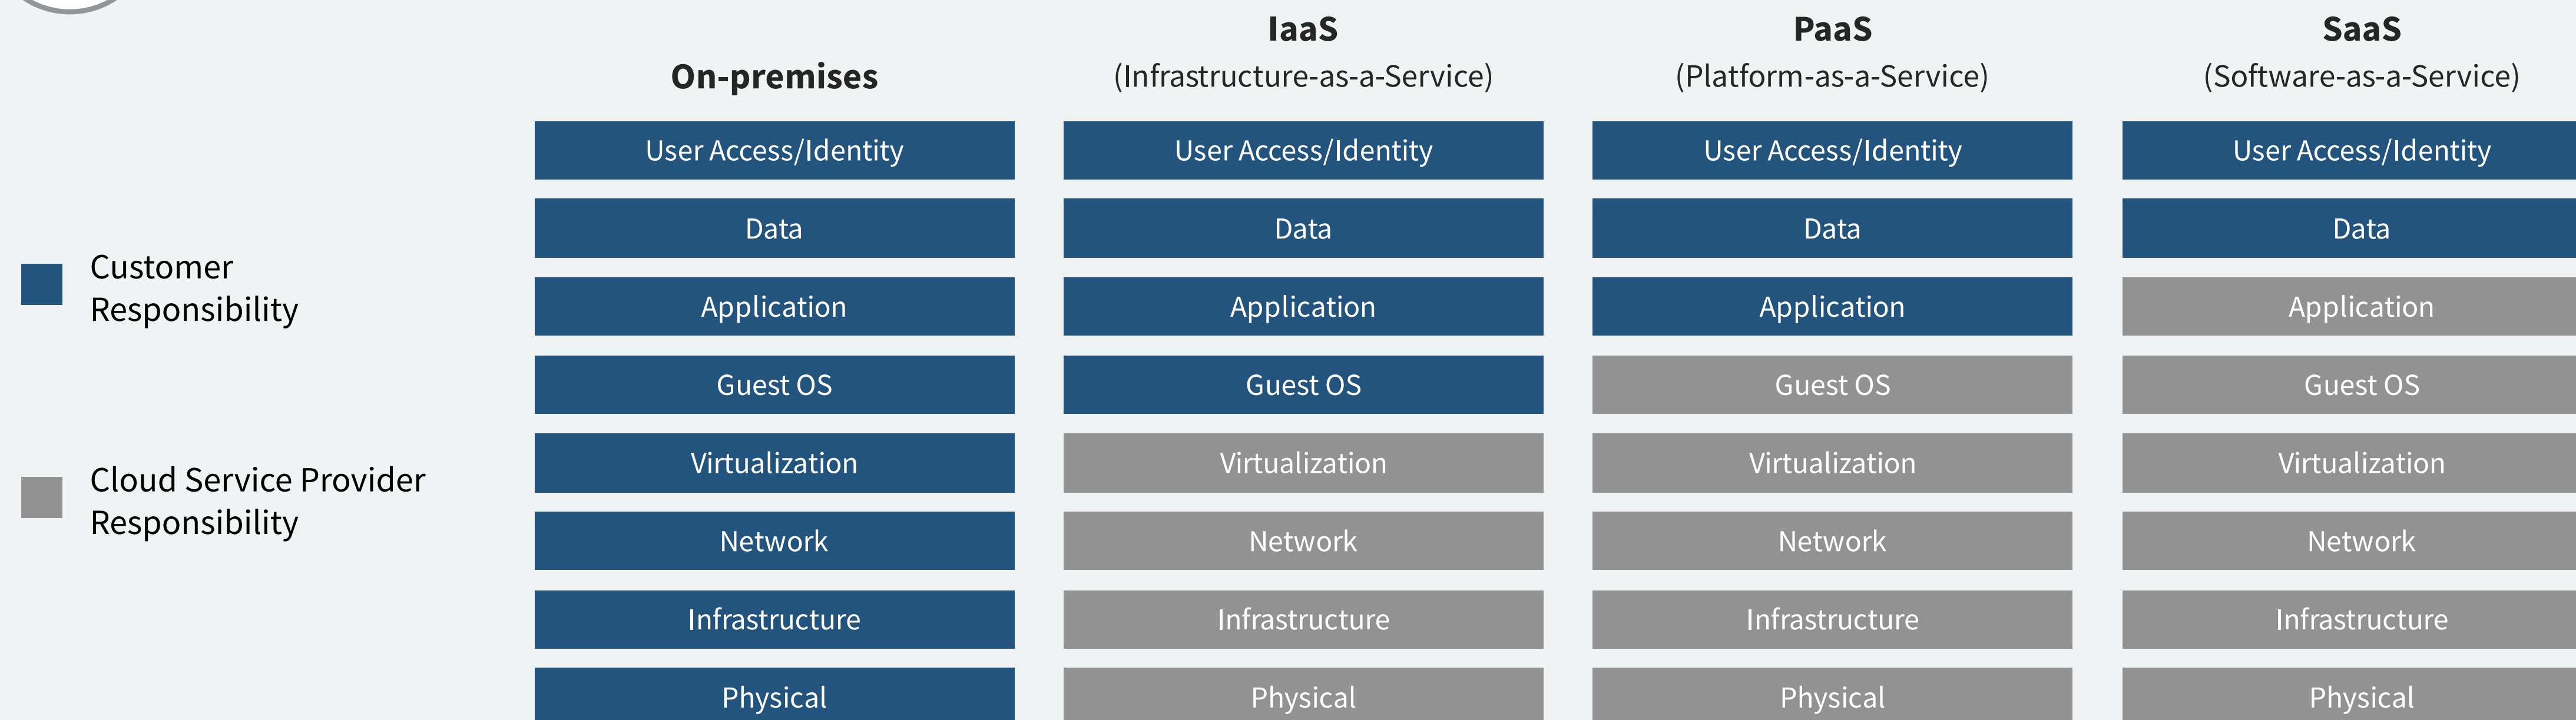 IaaS
PaaS
SaaS
On-premises
(Infrastructure-as-a-Service)
(Platform-as-a-Service)
(Software-as-a-Service)
User Access/Identity
User Access/Identity
User Access/Identity
User Access/Identity
Data
Data
Data
Data
Customer
Responsibility
Application
Application
Application
Application
Guest OS
Guest OS
Guest OS
Guest OS
Virtualization
Virtualization
Virtualization
Virtualization
Cloud Service Provider
Responsibility
Network
Network
Network
Network
Infrastructure
Infrastructure
Infrastructure
Infrastructure
Physical
Physical
Physical
Physical